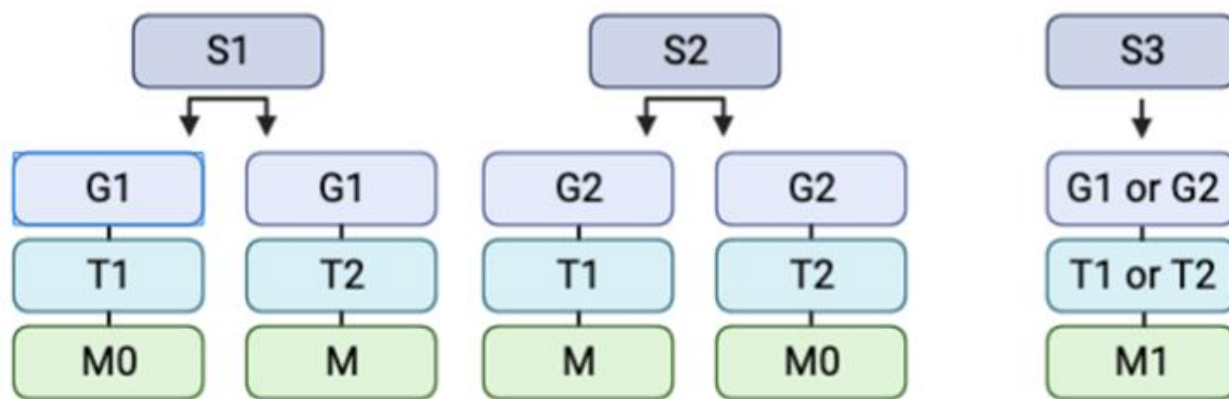 S1 S2 S3
G1 G1 G2 G2 G1 or G2
T1 T2 T1 T2 T1 or T2
M0 M M M0 M1